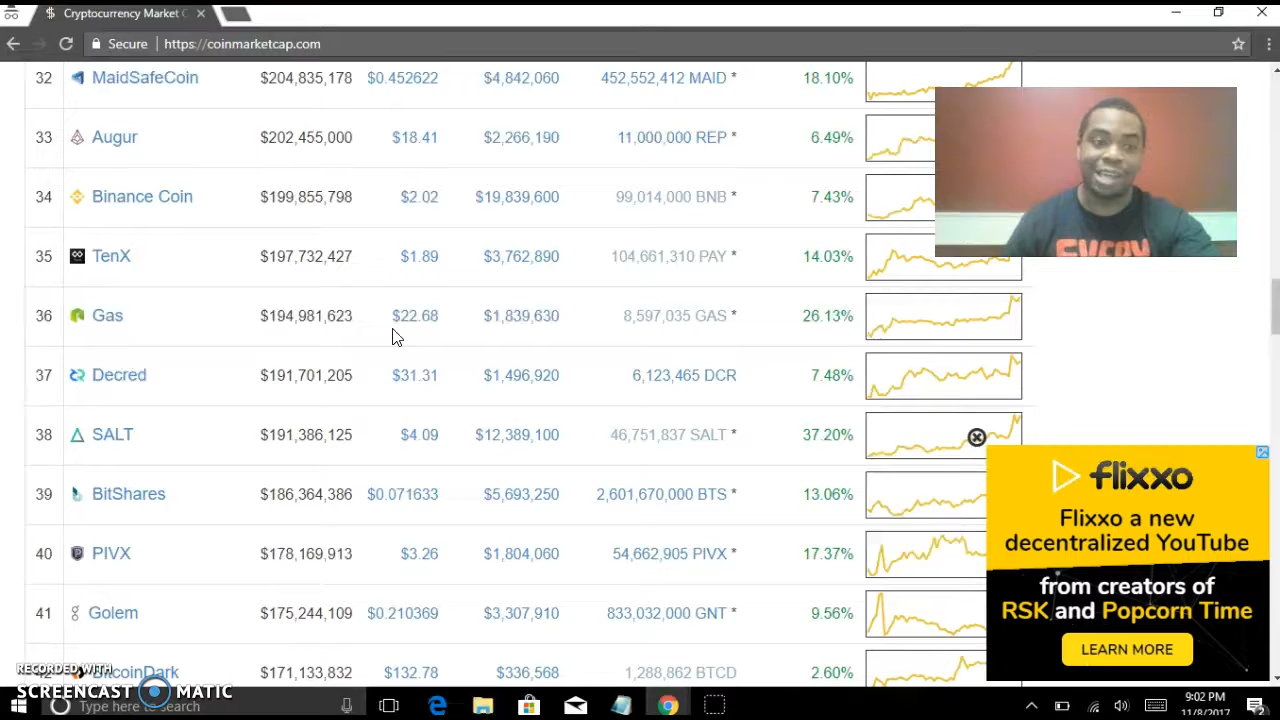 $ Cryptocurrency Market C ×
Secure | https://coinmarketcap.com
32 MaidSafeCoin $204,835,178 $0.452622 $4,842,060 452,552,412 MAID * 18.10%
33 Augur $202,455,000 $18.41 $2,266,190 11,000,000 REP * 6.49%
34 Binance Coin $199,855,798 $2.02 $19,839,600 99,014,000 BNB * 7.43%
35 TenX $197,732,427 $1.89 $3,762,890 104,661,310 PAY * 14.03%
36 Gas $194,981,623 $22.68 $1,839,630 8,597,035 GAS * 26.13%
37 Decred $191,701,205 $31.31 $1,496,920 6,123,465 DCR 7.48%
38 SALT $191,386,125 $4.09 $12,389,100 46,751,837 SALT * 37.20%
39 BitShares $186,364,386 $0.071633 $5,693,250 2,601,670,000 BTS * 13.06%
40 PIVX $178,169,913 $3.26 $1,804,060 54,662,905 PIVX * 17.37%
41 Golem $175,244,109 $0.210369 $3,307,910 833,032,000 GNT * 9.56%
BitcoinDark $171,133,832 $132.78 $336,568 1,288,862 BTCD 2.60%
flixxo
Flixxo a new
decentralized YouTube
from creators of
RSK and Popcorn Time
LEARN MORE
RECORDED WITH
SCREENCAST MATIC
Type here to search
9:02 PM
11/8/2017
2